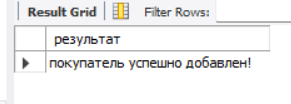 Result Grid Filter Rows:
результат
покупатель успешно добавлен!